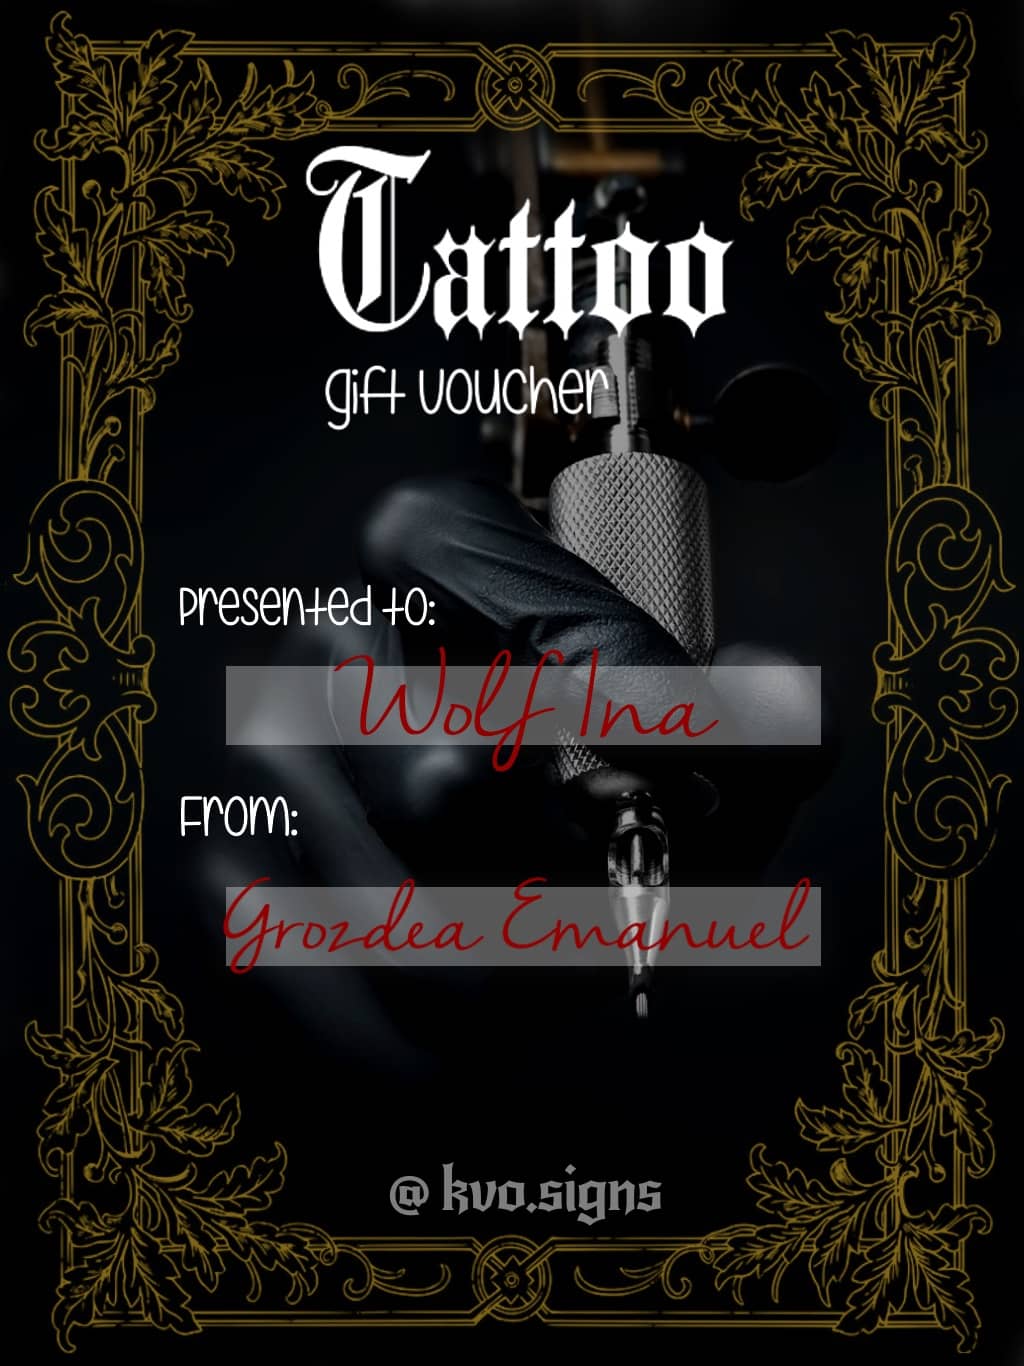 Tattoo
gift voucher
Presented to:
Wolf Ina
From:
Grozdea Emanuel
@ kvo.signs